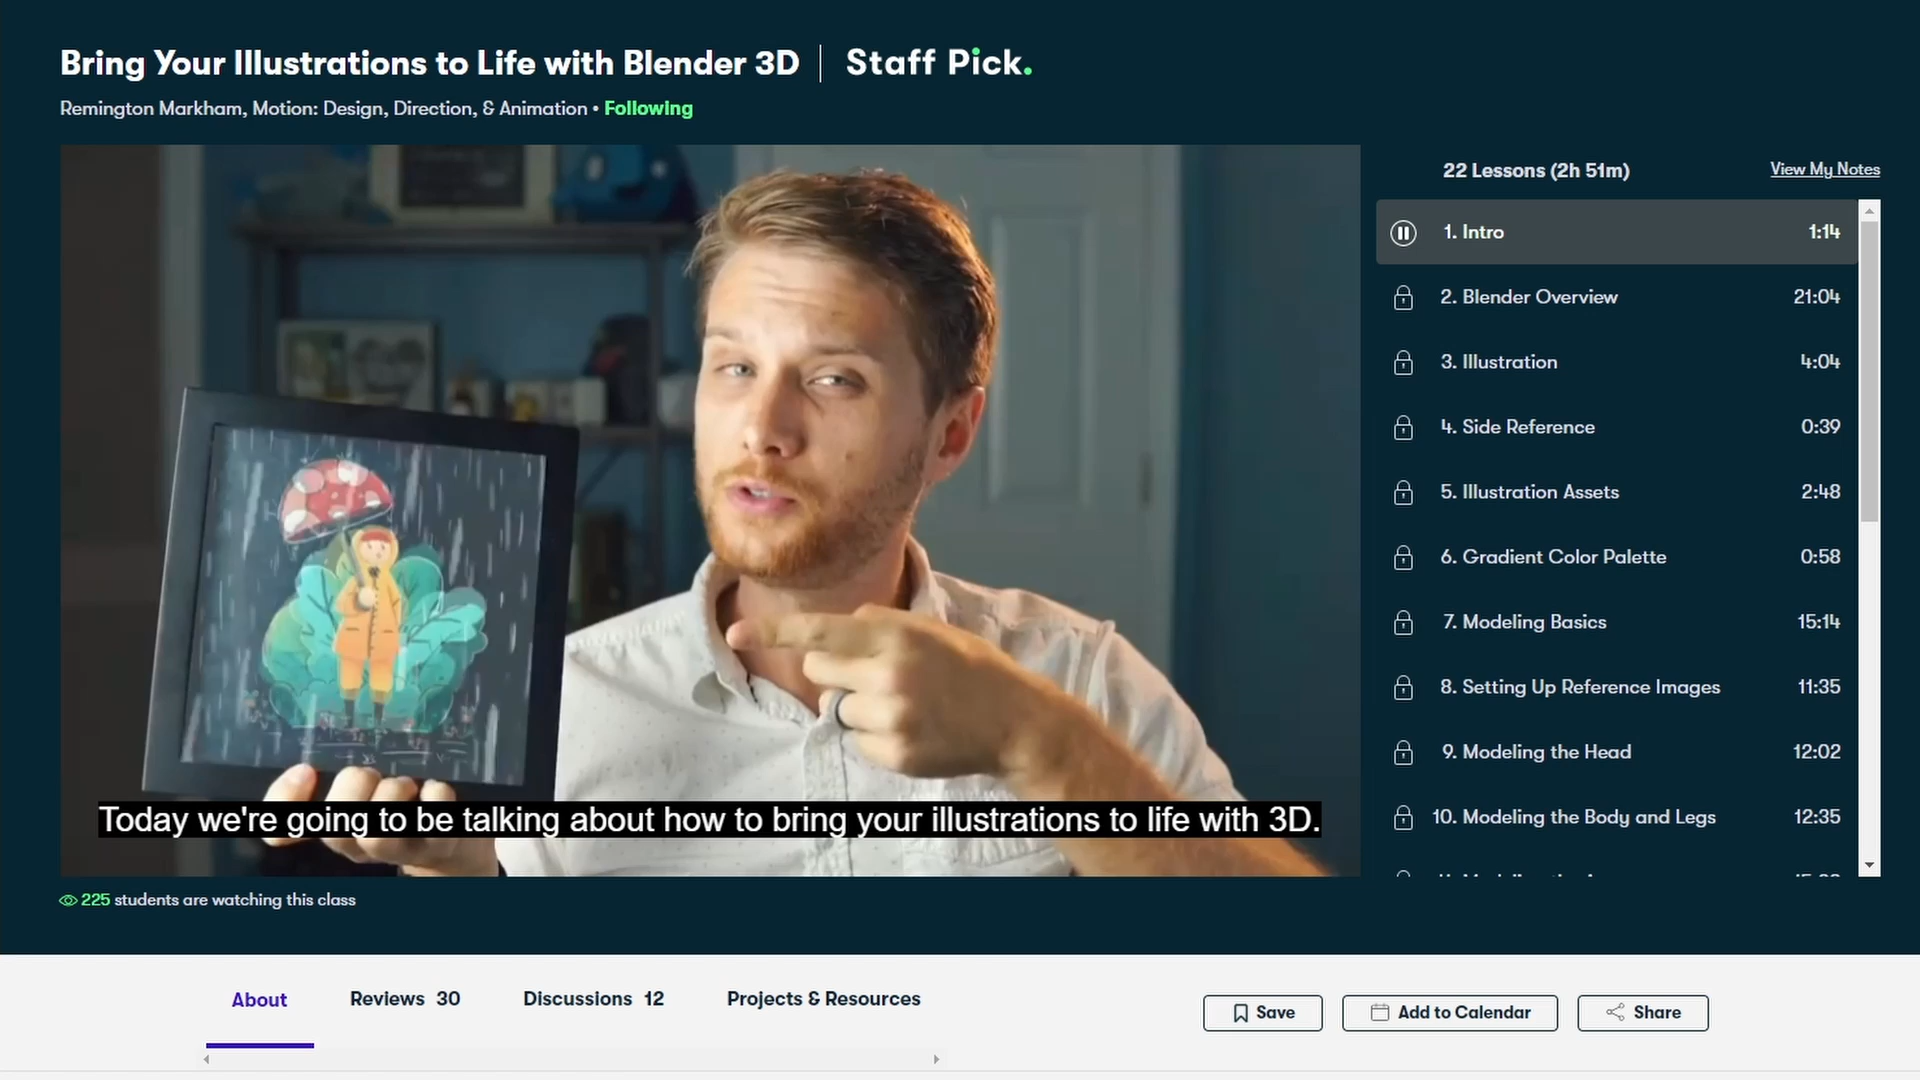 Bring Your Illustrations to Life with Blender 3D | Staff Pick.
Remington Markham, Motion: Design, Direction, & Animation • Following
22 Lessons (2h 51m)
View My Notes
1. Intro 1:14
2. Blender Overview 21:04
3. Illustration 4:04
4. Side Reference 0:39
5. Illustration Assets 2:48
6. Gradient Color Palette 0:58
7. Modeling Basics 15:14
8. Setting Up Reference Images 11:35
9. Modeling the Head 12:02
10. Modeling the Body and Legs 12:35
Today we're going to be talking about how to bring your illustrations to life with 3D.
225 students are watching this class
About
Reviews 30
Discussions 12
Projects & Resources
Save
Add to Calendar
Share